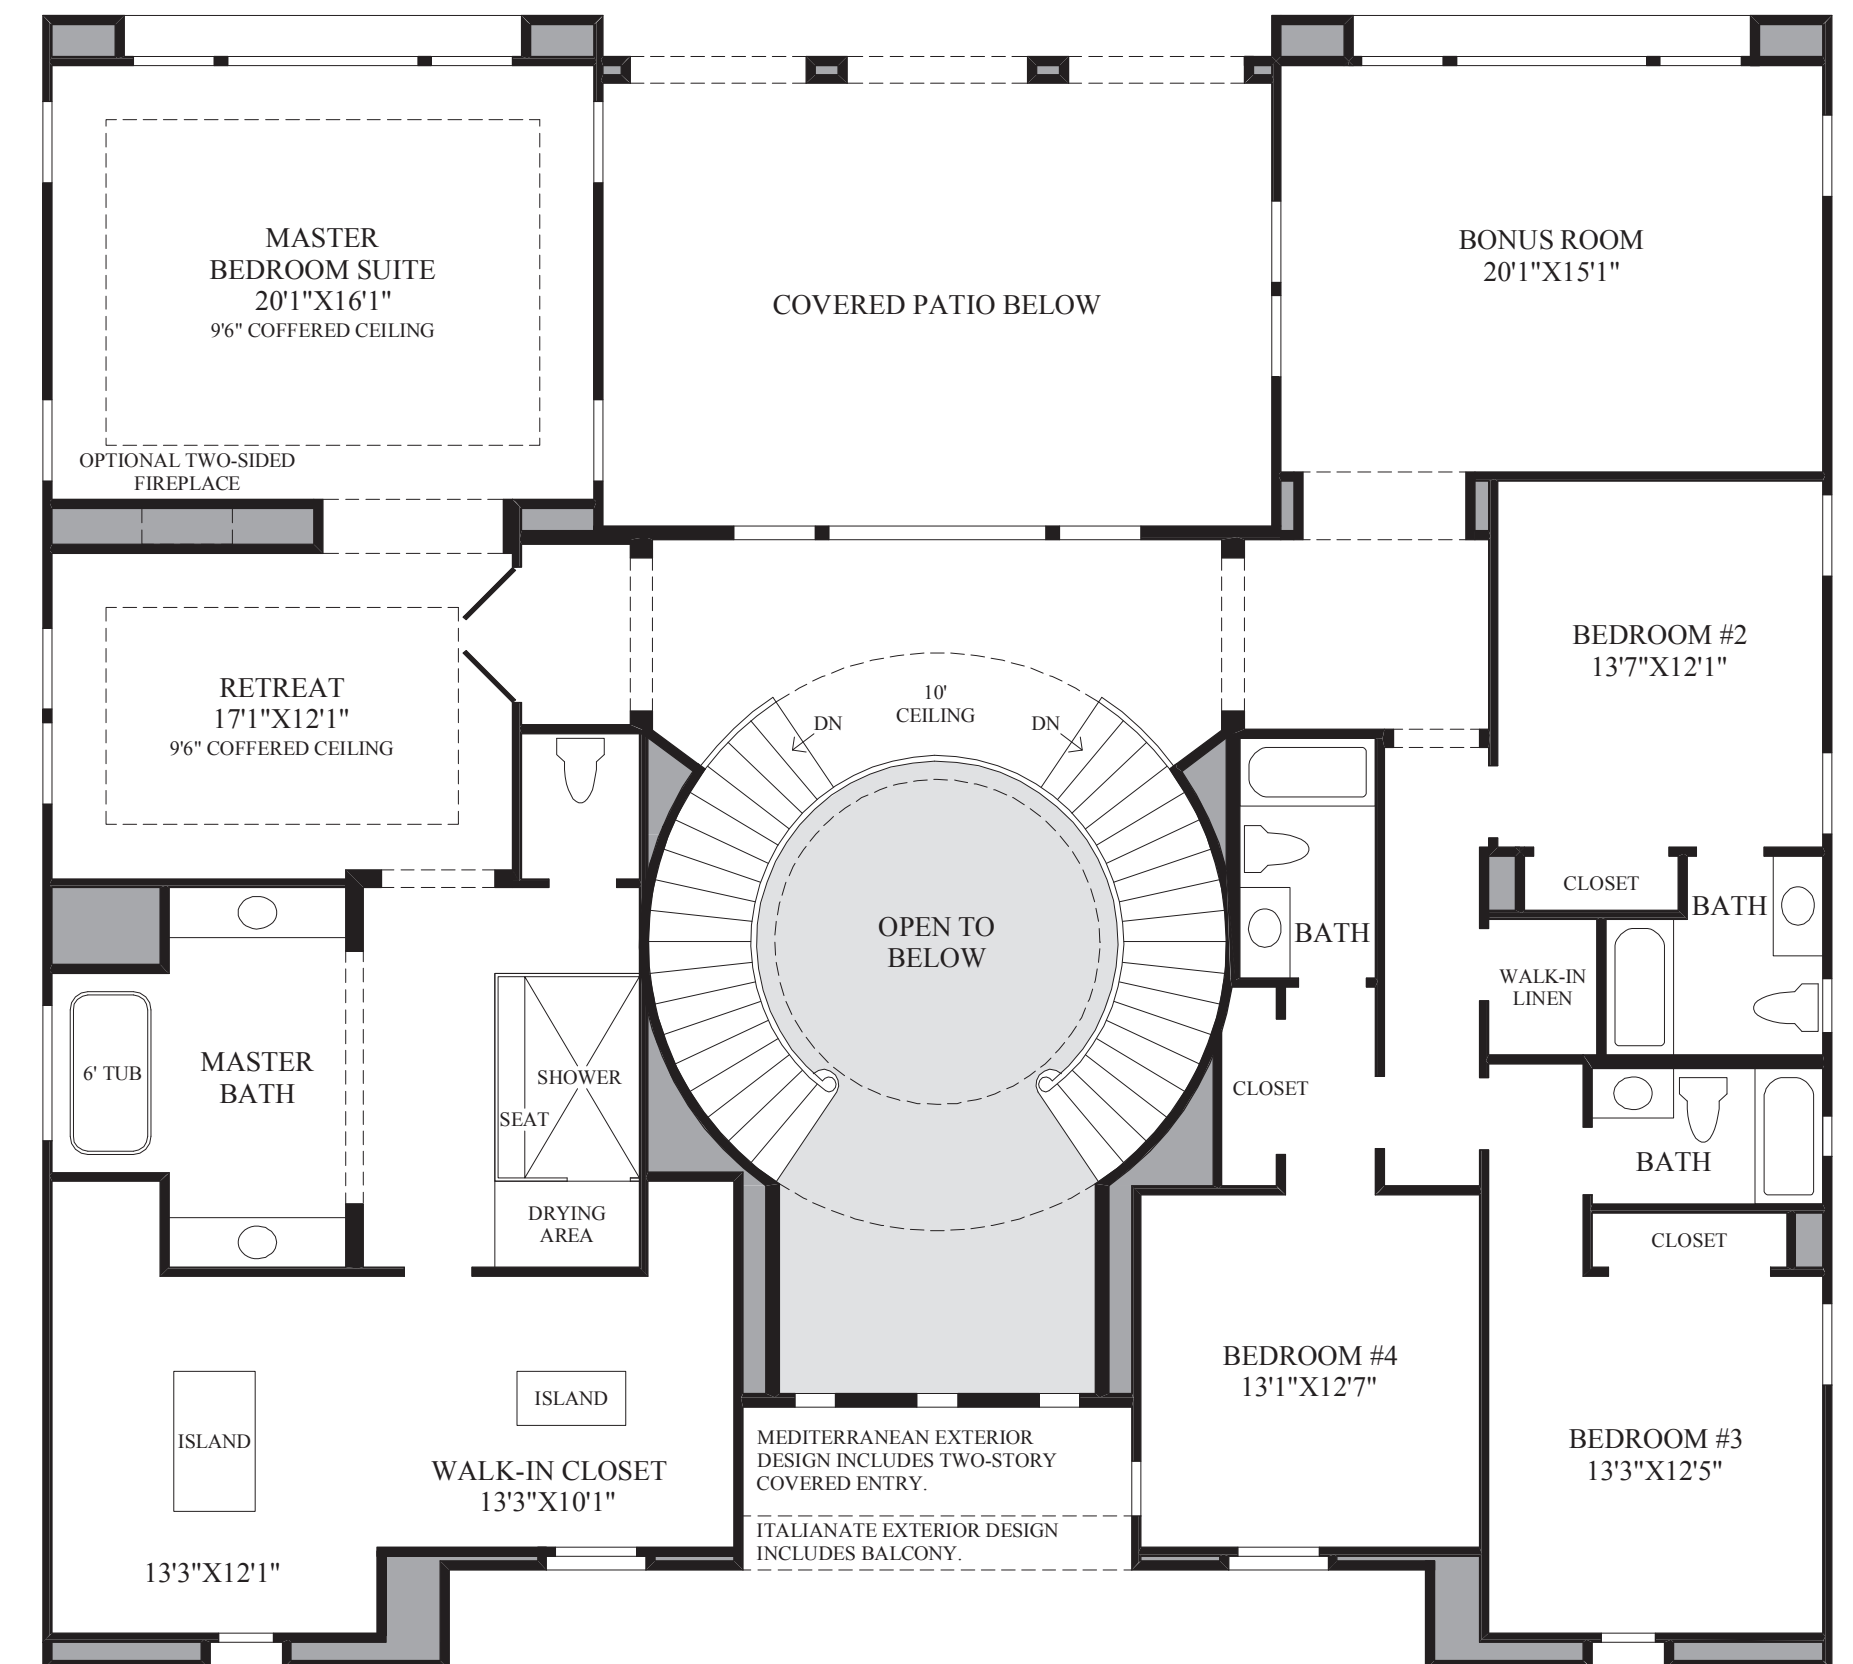 MASTER
BEDROOM SUITE
20'1"X16'1"
9'6" COFFERED CEILING
OPTIONAL TWO-SIDED
FIREPLACE
COVERED PATIO BELOW
BONUS ROOM
20'1"X15'1"
RETREAT
17'1"X12'1"
9'6" COFFERED CEILING
10'
CEILING
DN
DN
OPEN TO
BELOW
BEDROOM #2
13'7"X12'1"
CLOSET
BATH
BATH
WALK-IN
LINEN
CLOSET
BATH
CLOSET
6' TUB
MASTER
BATH
SHOWER
SEAT
DRYING
AREA
ISLAND
ISLAND
WALK-IN CLOSET
13'3"X10'1"
13'3"X12'1"
MEDITERRANEAN EXTERIOR
DESIGN INCLUDES TWO-STORY
COVERED ENTRY.
ITALIANATE EXTERIOR DESIGN
INCLUDES BALCONY.
BEDROOM #4
13'1"X12'7"
BEDROOM #3
13'3"X12'5"